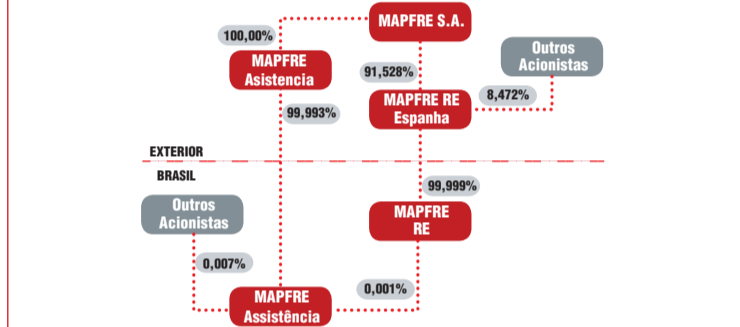 MAPFRE S.A.
100,00%
Outros
Acionistas
MAPFRE
Asistencia
91,528%
8,472%
MAPFRE RE
Espanha
99,993%
EXTERIOR
BRASIL
99,999%
Outros
Acionistas
MAPFRE
RE
0,007%
0,001%
MAPFRE
Assistência